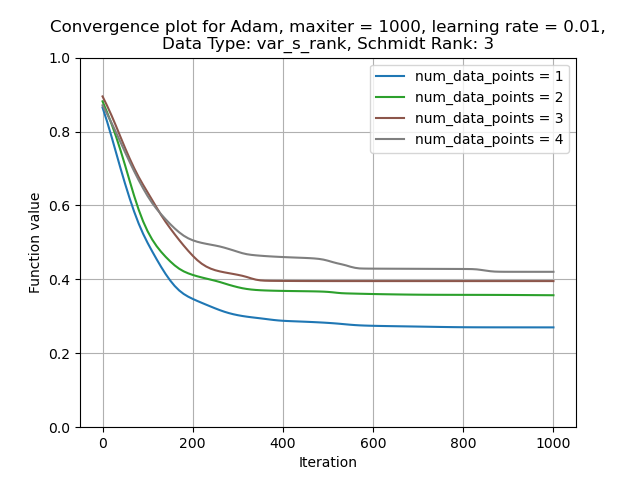 Convergence plot for Adam, maxiter = 1000, learning rate = 0.01,
Data Type: var_s_rank, Schmidt Rank: 3
num_data_points = 1
num_data_points = 2
num_data_points = 3
num_data_points = 4
Function value
1.0
0.8
0.6
0.4
0.2
0.0
0 200 400 600 800 1000
Iteration